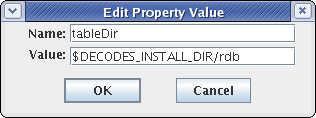 Edit Property Value
Name: tableDir
Value: $DECODES_INSTALL_DIR/rdb
OK Cancel